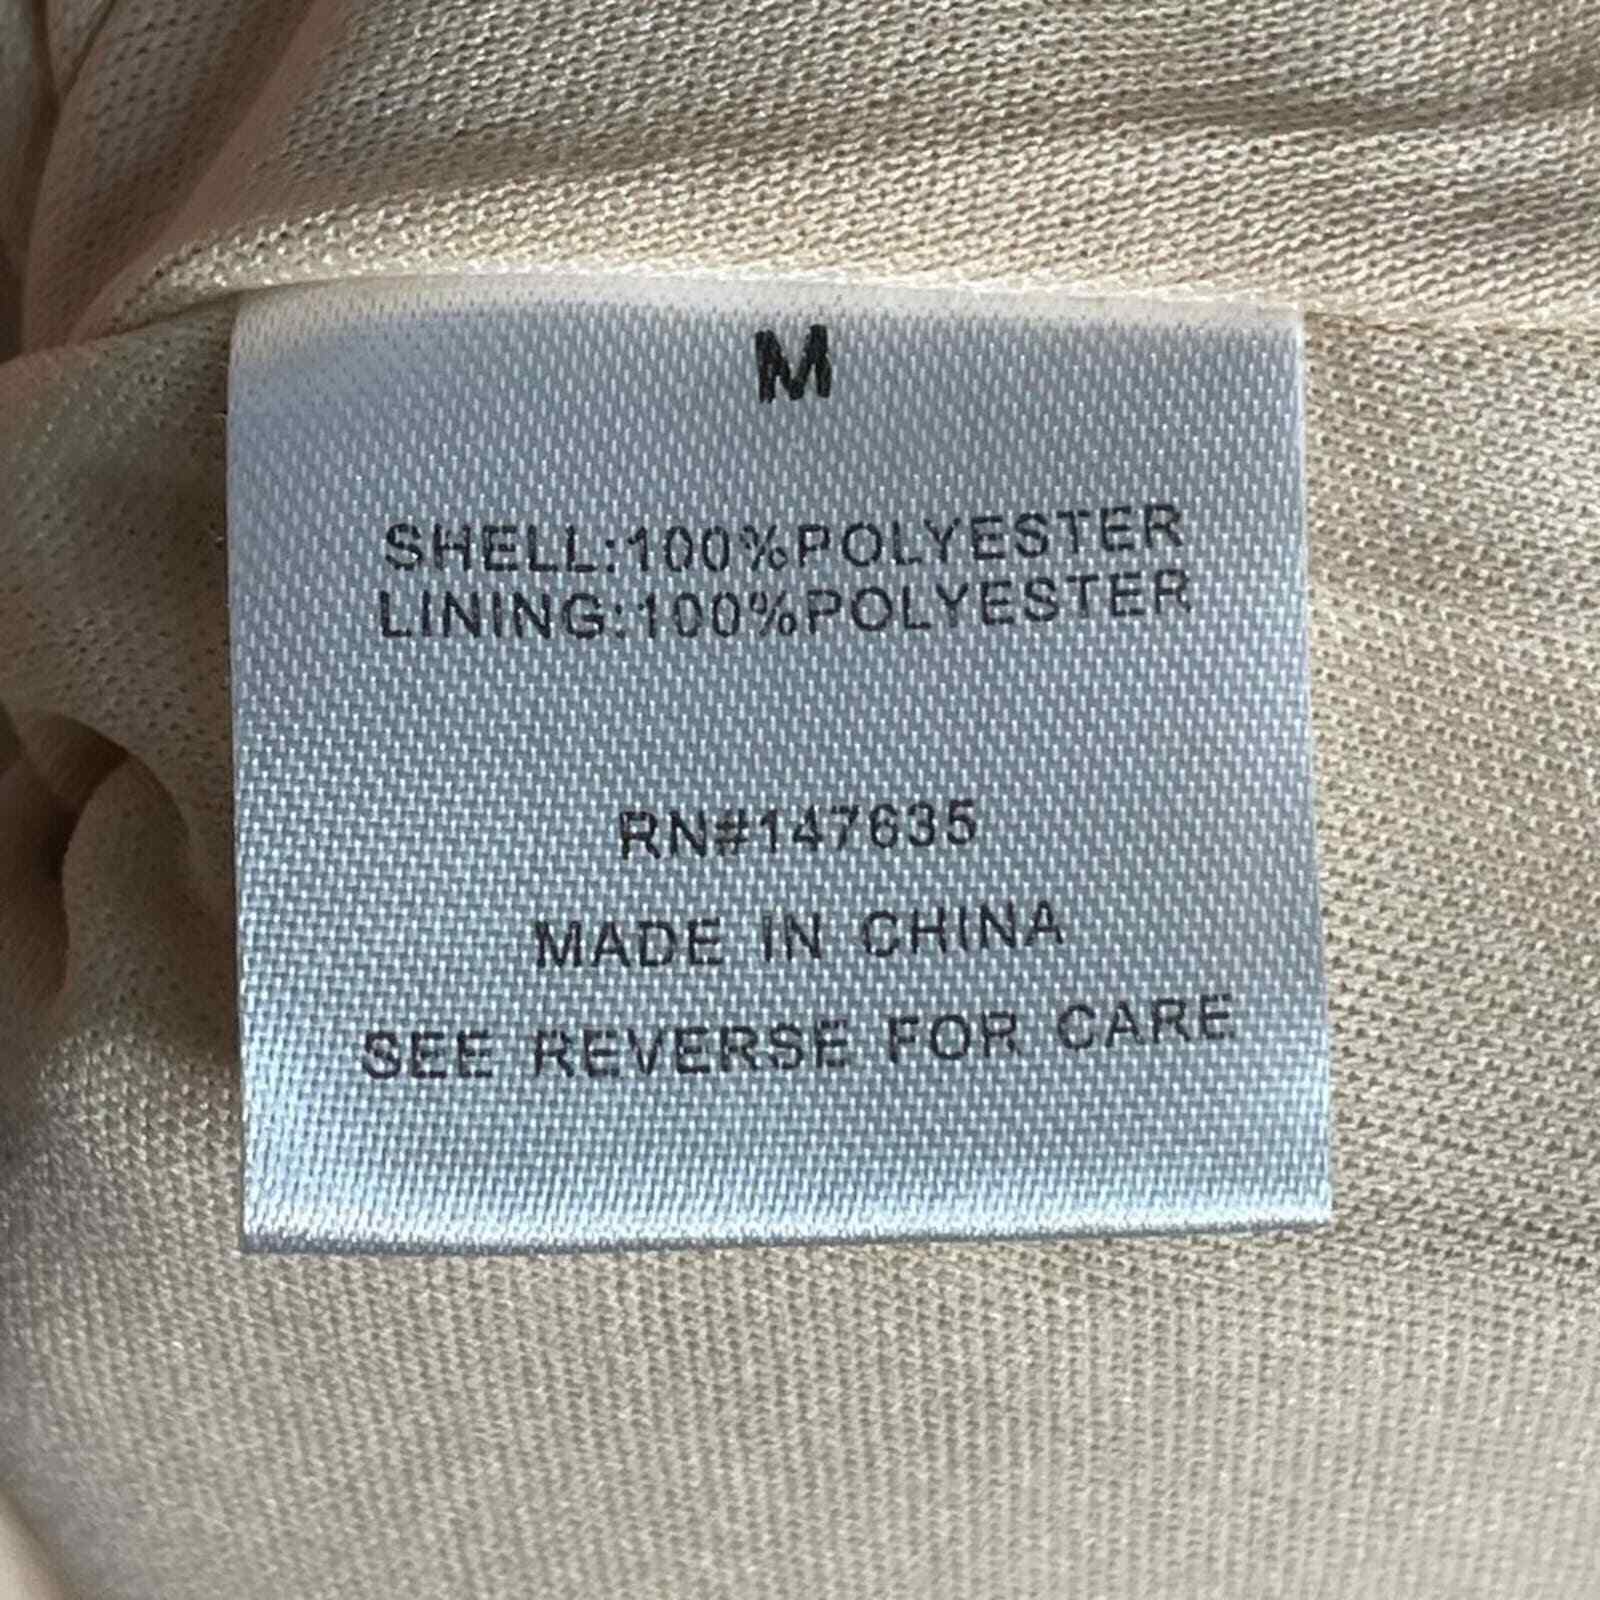 M
SHELL:100%POLYESTER
LINING:100%POLYESTER
RN#147635
MADE IN CHINA
SEE REVERSE FOR CARE